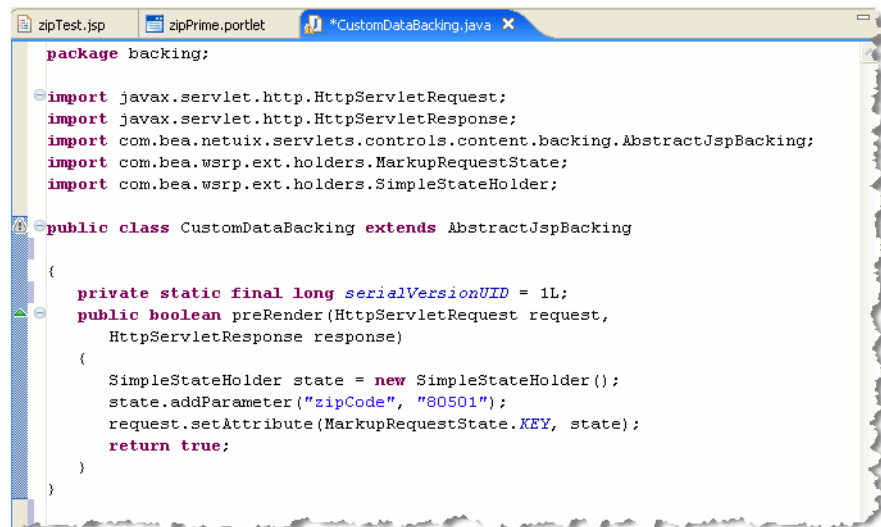 zipTest.jsp zipPrime.portlet *CustomDataBacking.java
package backing;
import javax.servlet.http.HttpServletRequest;
import javax.servlet.http.HttpServletResponse;
import com.bea.netuix.servlets.controls.content.backing.AbstractJspBacking;
import com.bea.wsrp.ext.holders.MarkupRequestState;
import com.bea.wsrp.ext.holders.SimpleStateHolder;
public class CustomDataBacking extends AbstractJspBacking
{
private static final long serialVersionUID = 1L;
public boolean preRender(HttpServletRequest request,
HttpServletResponse response)
{
SimpleStateHolder state = new SimpleStateHolder();
state.addParameter("zipCode", "80501");
request.setAttribute(MarkupRequestState.KEY, state);
return true;
}
}